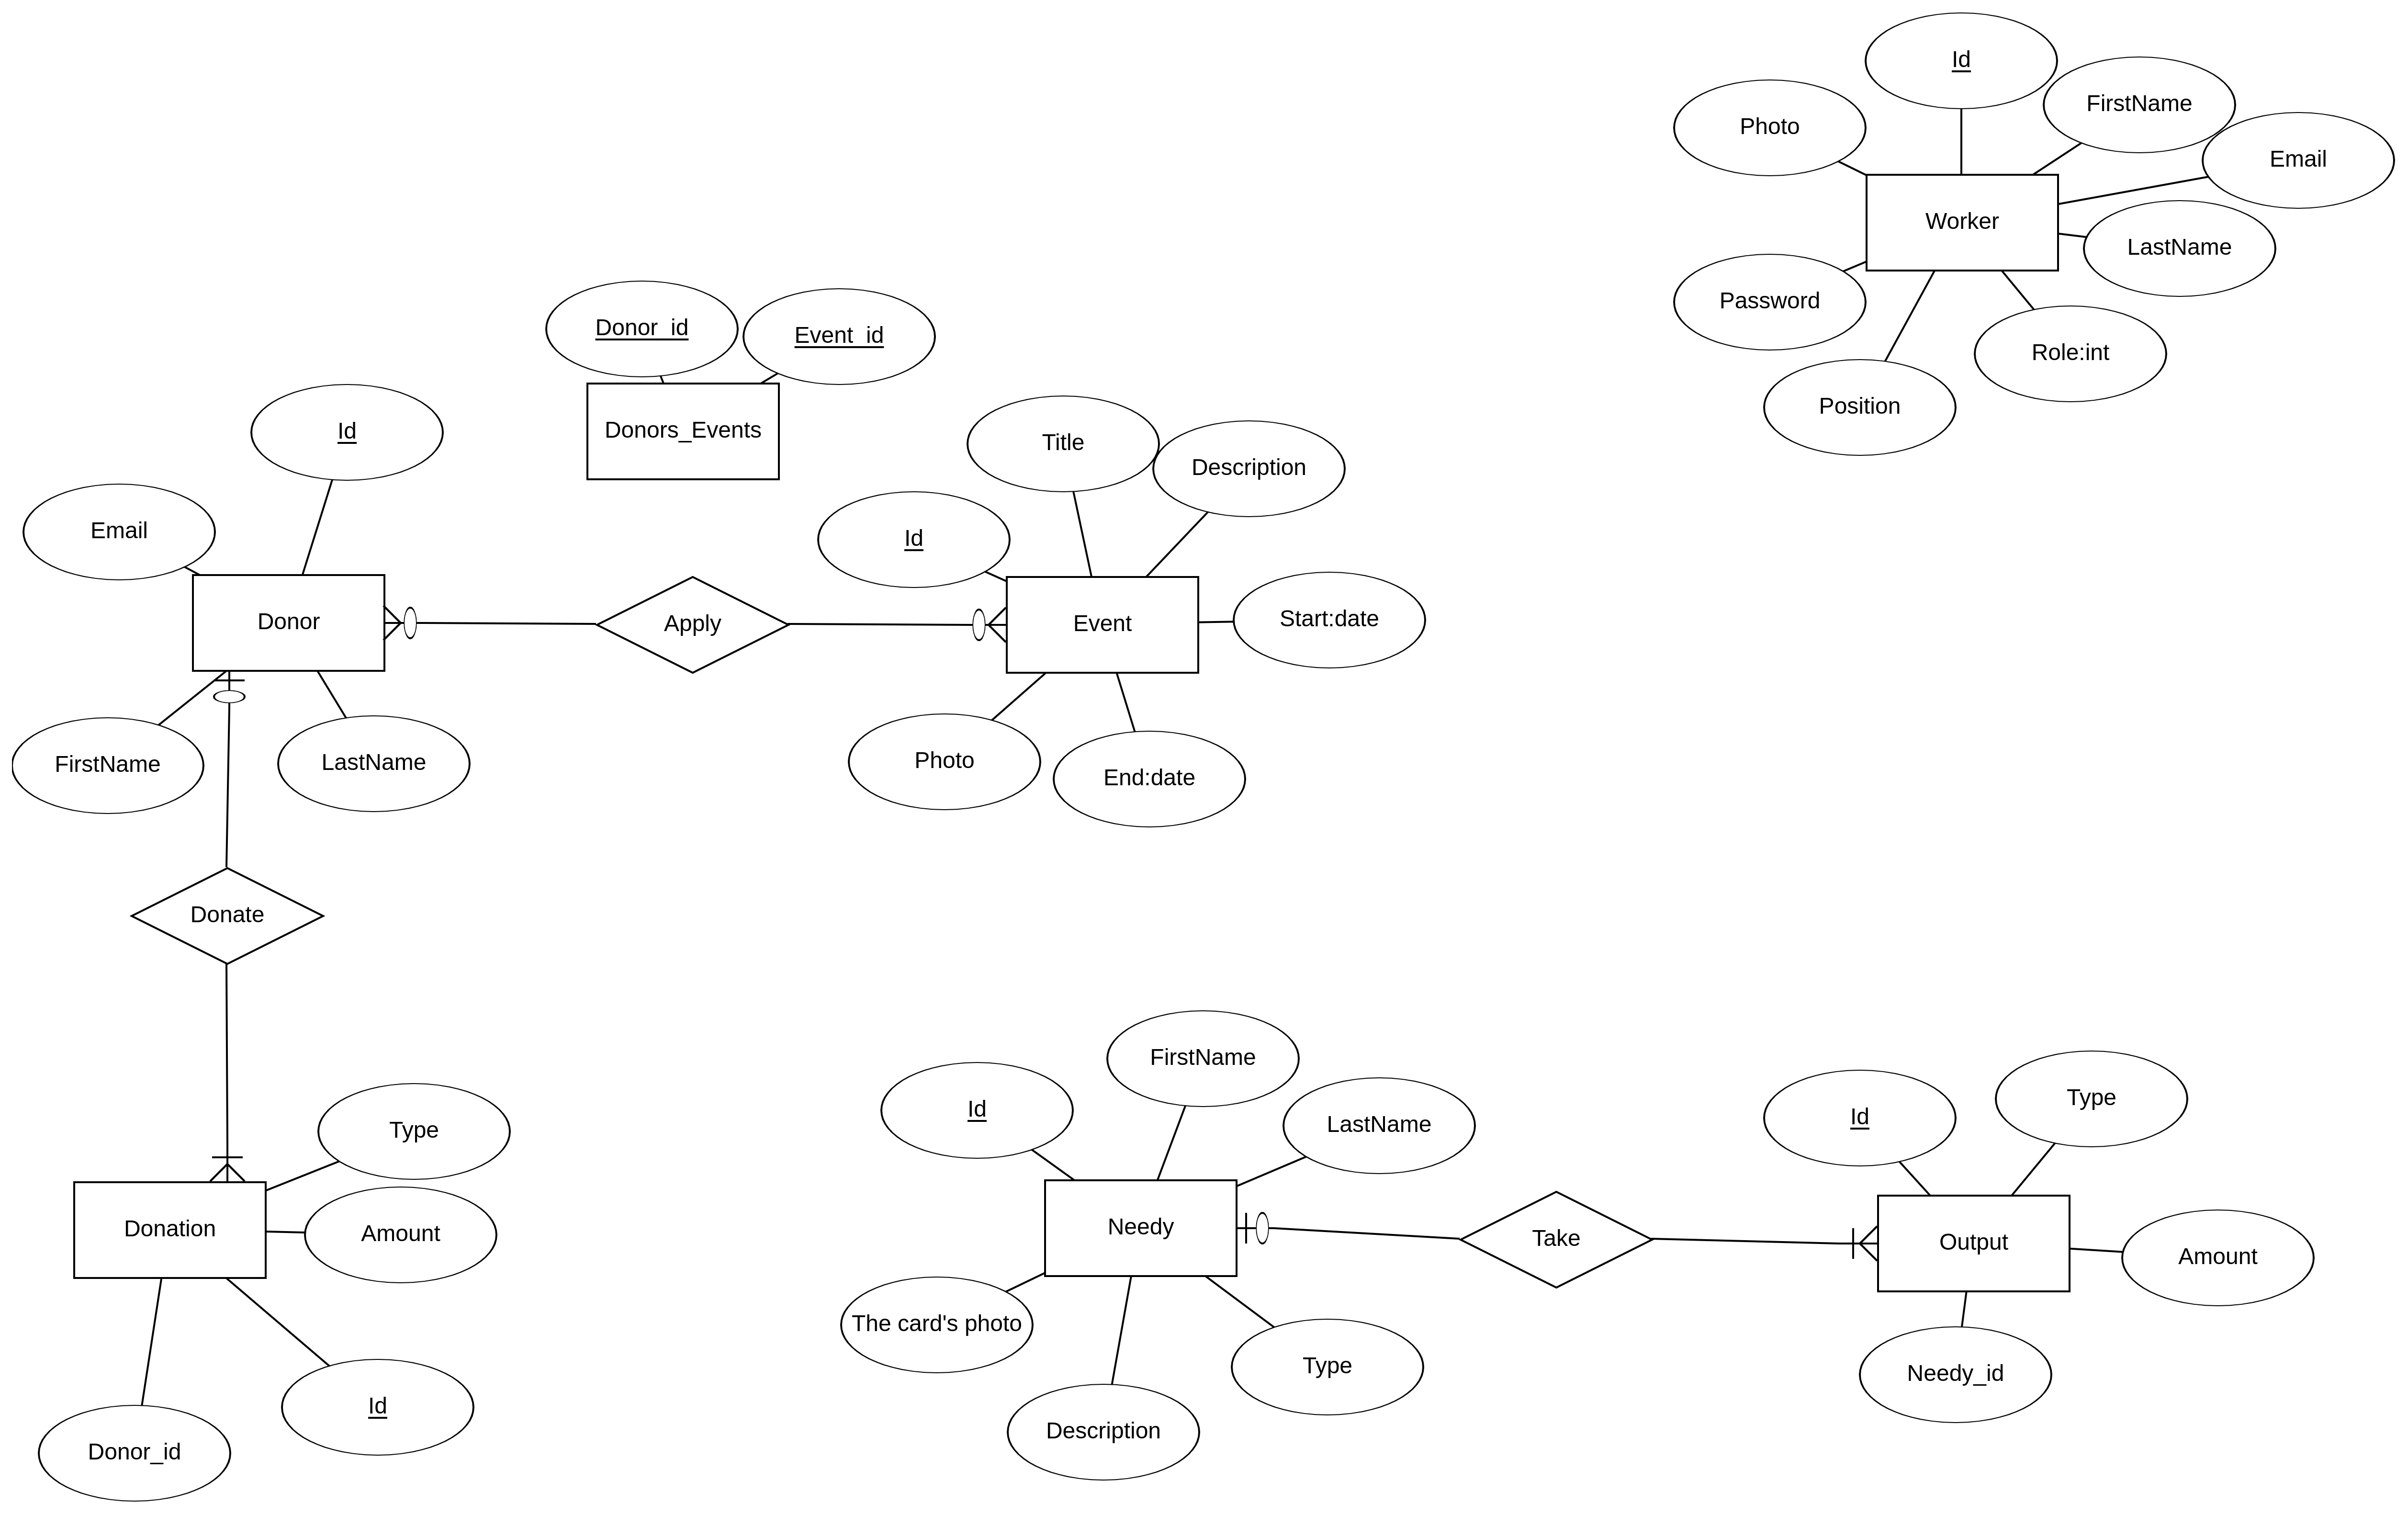 Id
FirstName
Photo
Email
Worker
LastName
Password
Role:int
Position
Donor_id
Event_id
Donors_Events
Id
Title
Description
Email
Id
Donor
Apply
Event
Start:date
FirstName
LastName
Photo
End:date
Donate
Type
Amount
Donation
Id
Donor_id
FirstName
Id
LastName
Needy
Take
The card's photo
Type
Description
Id
Type
Output
Amount
Needy_id